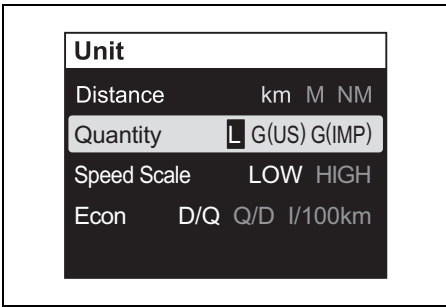 Unit
Distance km M NM
Quantity L G(US) G(IMP)
Speed Scale LOW HIGH
Econ D/Q Q/D l/100km